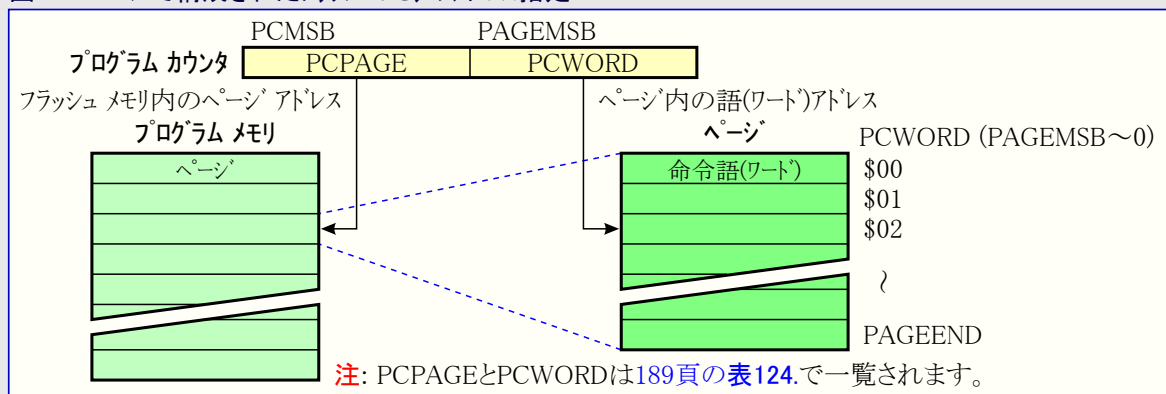 PCMSB PAGEMSB
プログラム カウンタ PCPAGE PCWORD
フラッシュ メモリ内のページ アドレス ページ内の語(ワード)アドレス
プログラム メモリ ページ PCWORD (PAGEMSB～0)
ページ 命令語(ワード) $00
$01
$02
～
PAGEEND
注: PCPAGEとPCWORDは189頁の表124.で一覧されます。